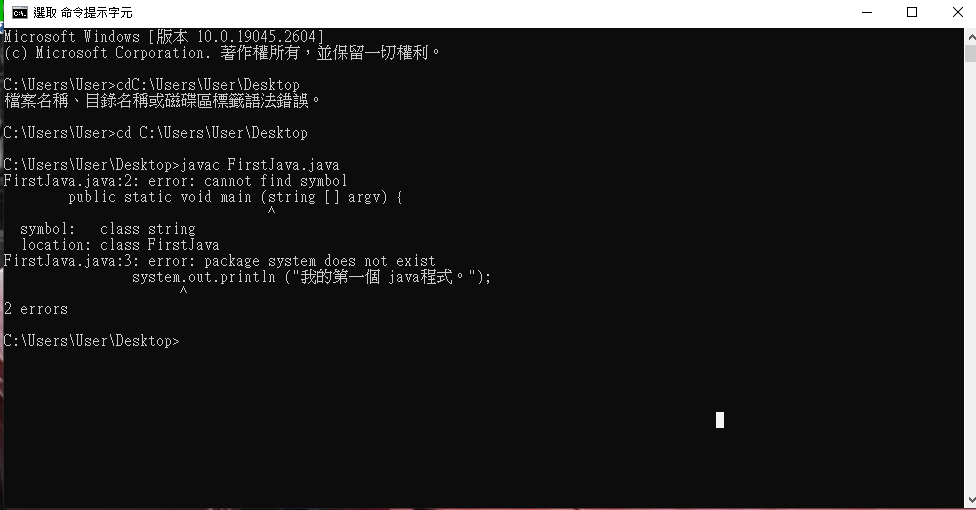 選取 命令提示字元
Microsoft Windows [版本 10.0.19045.2604]
(c) Microsoft Corporation. 著作權所有，並保留一切權利。
C:\Users\User>cdC:\Users\User\Desktop
檔案名稱、目錄名稱或磁碟區標籤語法錯誤。
C:\Users\User>cd C:\Users\User\Desktop
C:\Users\User\Desktop>javac FirstJava.java
FirstJava.java:2: error: cannot find symbol
public static void main (string [] argv) {
^
symbol:   class string
location: class FirstJava
FirstJava.java:3: error: package system does not exist
system.out.println ("我的第一個 java程式。");
^
2 errors
C:\Users\User\Desktop>